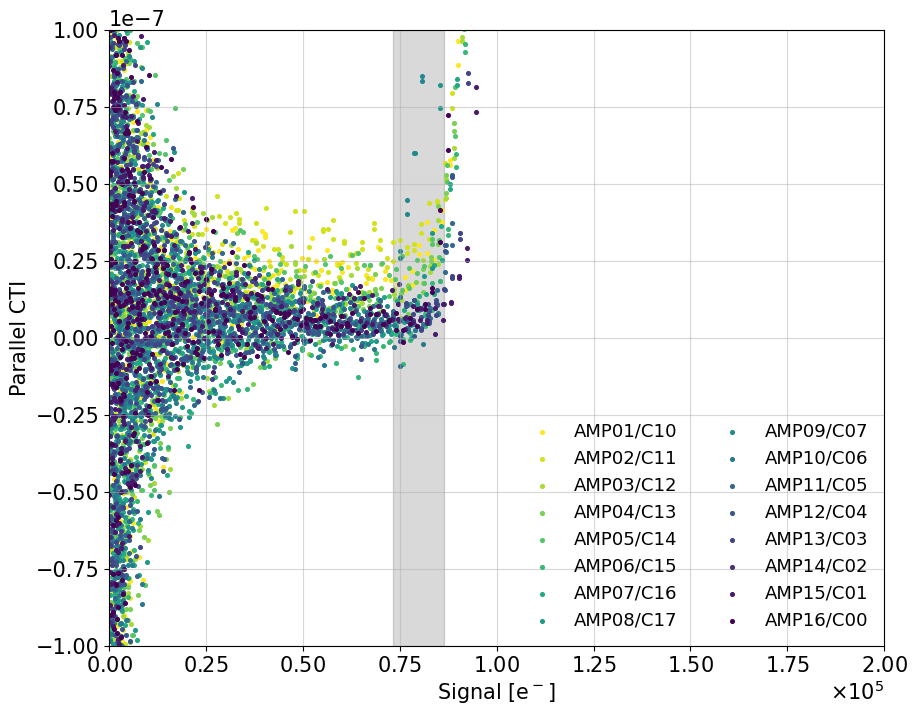 1e−7
1.00
0.75
0.50
0.25
0.00
−0.25
−0.50
−0.75
−1.00
Parallel CTI
AMP01/C10
AMP02/C11
AMP03/C12
AMP04/C13
AMP05/C14
AMP06/C15
AMP07/C16
AMP08/C17
AMP09/C07
AMP10/C06
AMP11/C05
AMP12/C04
AMP13/C03
AMP14/C02
AMP15/C01
AMP16/C00
0.00 0.25 0.50 0.75 1.00 1.25 1.50 1.75 2.00
Signal [e⁻]
×10⁵